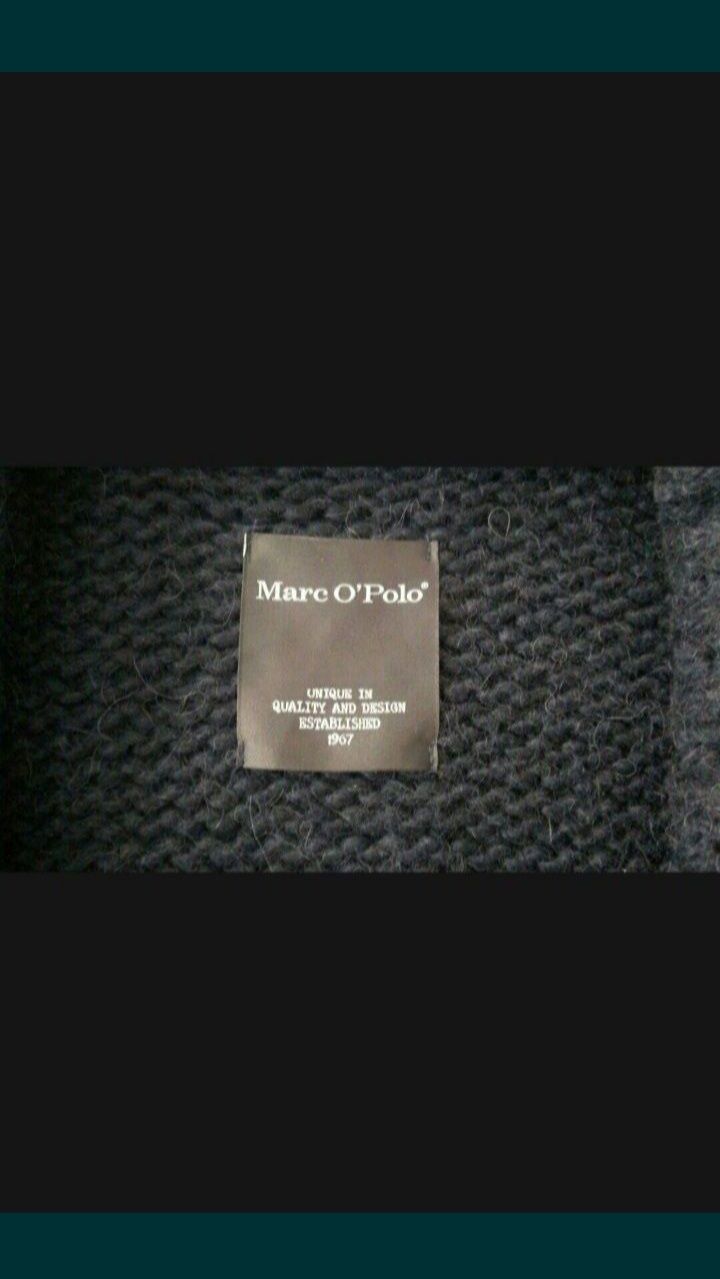 Marc O'Polo®
UNIQUE IN
QUALITY AND DESIGN
ESTABLISHED
1967